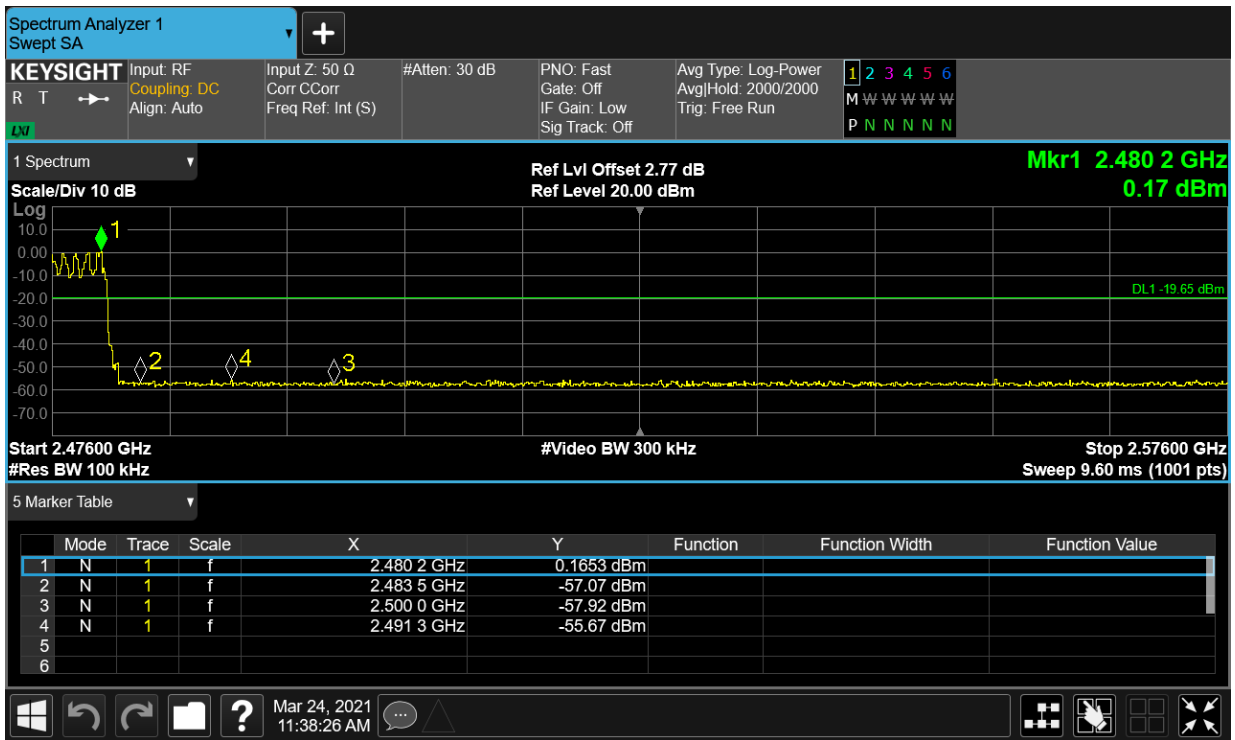 Spectrum Analyzer 1
Swept SA
+
KEYSIGHT Input: RF Input Z: 50 Ω #Atten: 30 dB PNO: Fast Avg Type: Log-Power 1 2 3 4 5 6
R T Coupling: DC Corr CCorr Gate: Off Avg|Hold: 2000/2000 M W W W W W
Align: Auto Freq Ref: Int (S) IF Gain: Low Trig: Free Run P N N N N N
LXI Sig Track: Off
1 Spectrum
Scale/Div 10 dB
Ref Lvl Offset 2.77 dB
Ref Level 20.00 dBm
Mkr1 2.480 2 GHz
0.17 dBm
Log
10.0
0.00
-10.0
-20.0
-30.0
-40.0
-50.0
-60.0
-70.0
1
2
4
3
DL1 -19.65 dBm
Start 2.47600 GHz #Video BW 300 kHz Stop 2.57600 GHz
#Res BW 100 kHz Sweep 9.60 ms (1001 pts)
5 Marker Table
Mode Trace Scale X Y Function Function Width Function Value
1 N 1 f 2.480 2 GHz 0.1653 dBm
2 N 1 f 2.483 5 GHz -57.07 dBm
3 N 1 f 2.500 0 GHz -57.92 dBm
4 N 1 f 2.491 3 GHz -55.67 dBm
5
6
? Mar 24, 2021
11:38:26 AM